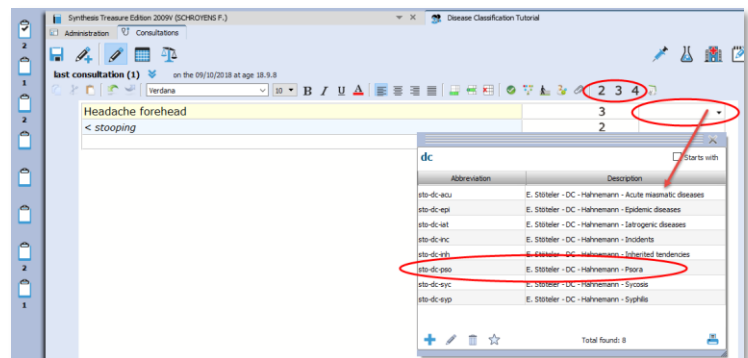 Synthesis Treasure Edition 2009V (SCHROYENS F.)
Disease Classification Tutorial
Administration Consultations
last consultation (1) on the 09/10/2018 at age 18.9.8
Verdana 10 B I U A 2 3 4
Headache forehead 3
< stooping 2
dc Starts with
Abbreviation Description
sto-dc-acu E. Stöteler - DC - Hahnemann - Acute miasmatic diseases
sto-dc-epi E. Stöteler - DC - Hahnemann - Epidemic diseases
sto-dc-iat E. Stöteler - DC - Hahnemann - Iatrogenic diseases
sto-dc-inc E. Stöteler - DC - Hahnemann - Incidents
sto-dc-inh E. Stöteler - DC - Hahnemann - Inherited tendencies
sto-dc-pso E. Stöteler - DC - Hahnemann - Psora
sto-dc-syc E. Stöteler - DC - Hahnemann - Sycosis
sto-dc-syp E. Stöteler - DC - Hahnemann - Syphilis
Total found: 8
2
1
2
2
1